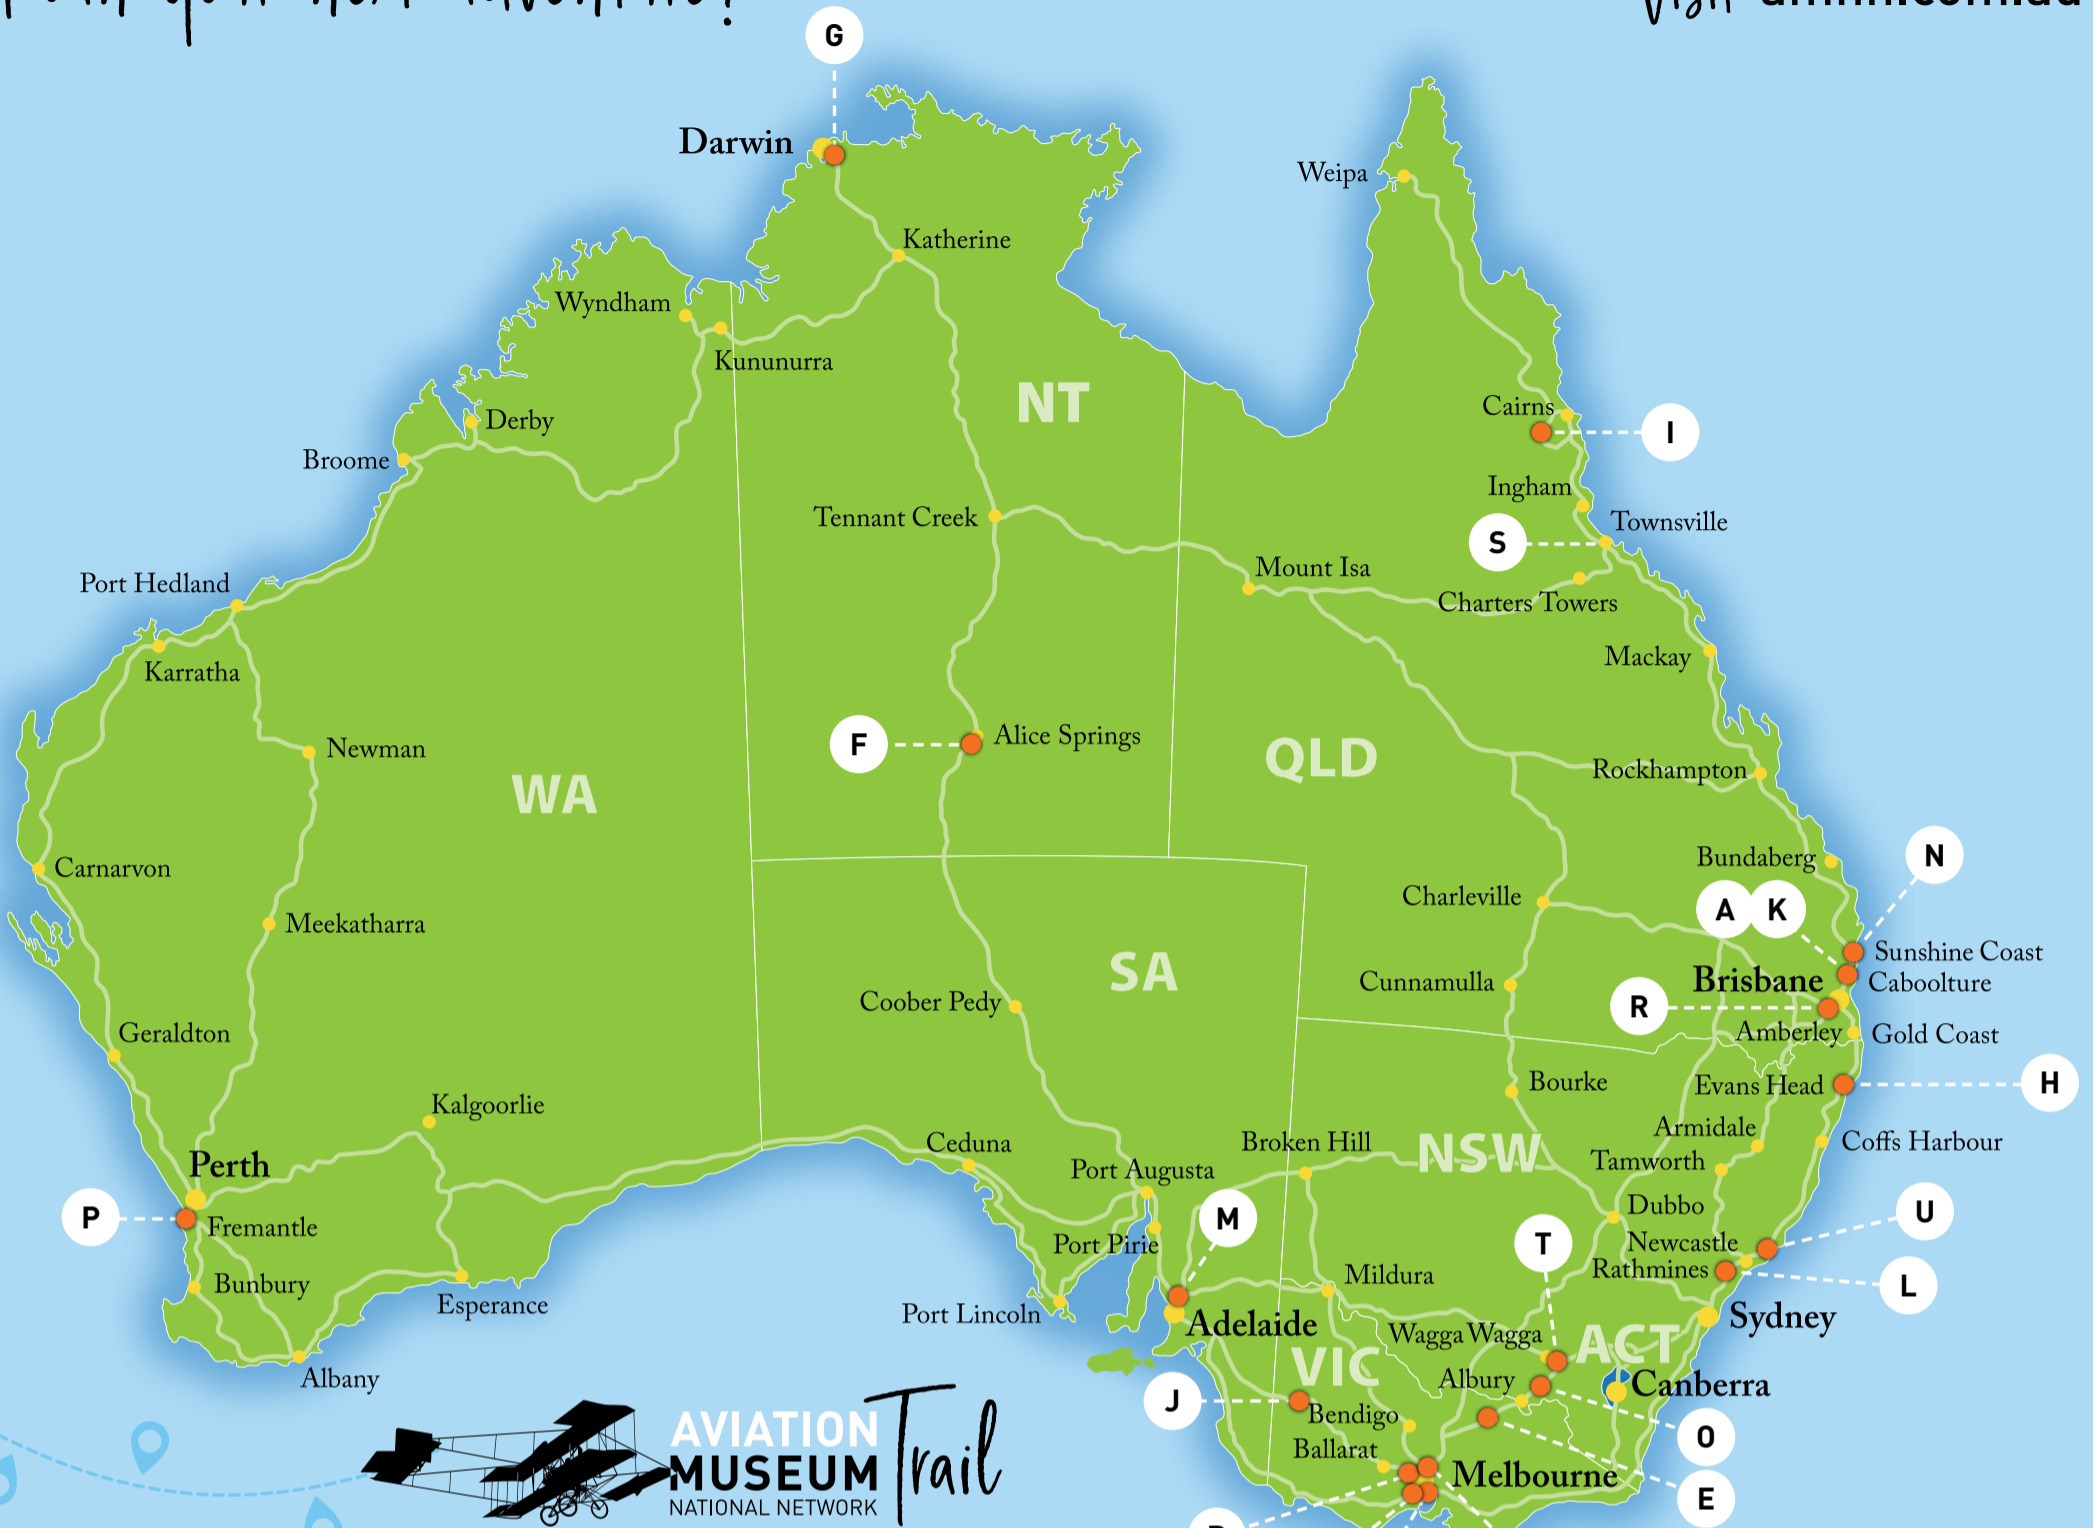 G
Darwin
Weipa
Katherine
Wyndham
Kununurra
NT
Cairns
I
Derby
Broome
Ingham
Tennant Creek
Townsville
S
Mount Isa
Port Hedland
Charters Towers
Karratha
Mackay
Newman
F
Alice Springs
QLD
Rockhampton
WA
Carnarvon
Bundaberg
N
Charleville
A
K
Meekatharra
Sunshine Coast
SA
Brisbane
Caboolture
Cunnamulla
Coober Pedy
R
Geraldton
Amberley
Gold Coast
Bourke
Evans Head
H
Kalgoorlie
Armidale
Ceduna
Broken Hill
NSW
Coffs Harbour
Perth
Port Augusta
Tamworth
P
Fremantle
M
Dubbo
U
Port Pirie
T
Newcastle
Rathmines
Bunbury
Mildura
L
Esperance
Port Lincoln
Adelaide
Sydney
Wagga Wagga
ACT
VIC
Albany
Albury
Canberra
J
Bendigo
O
Ballarat
Melbourne
E
AVIATION
MUSEUM
NATIONAL NETWORK
Trail